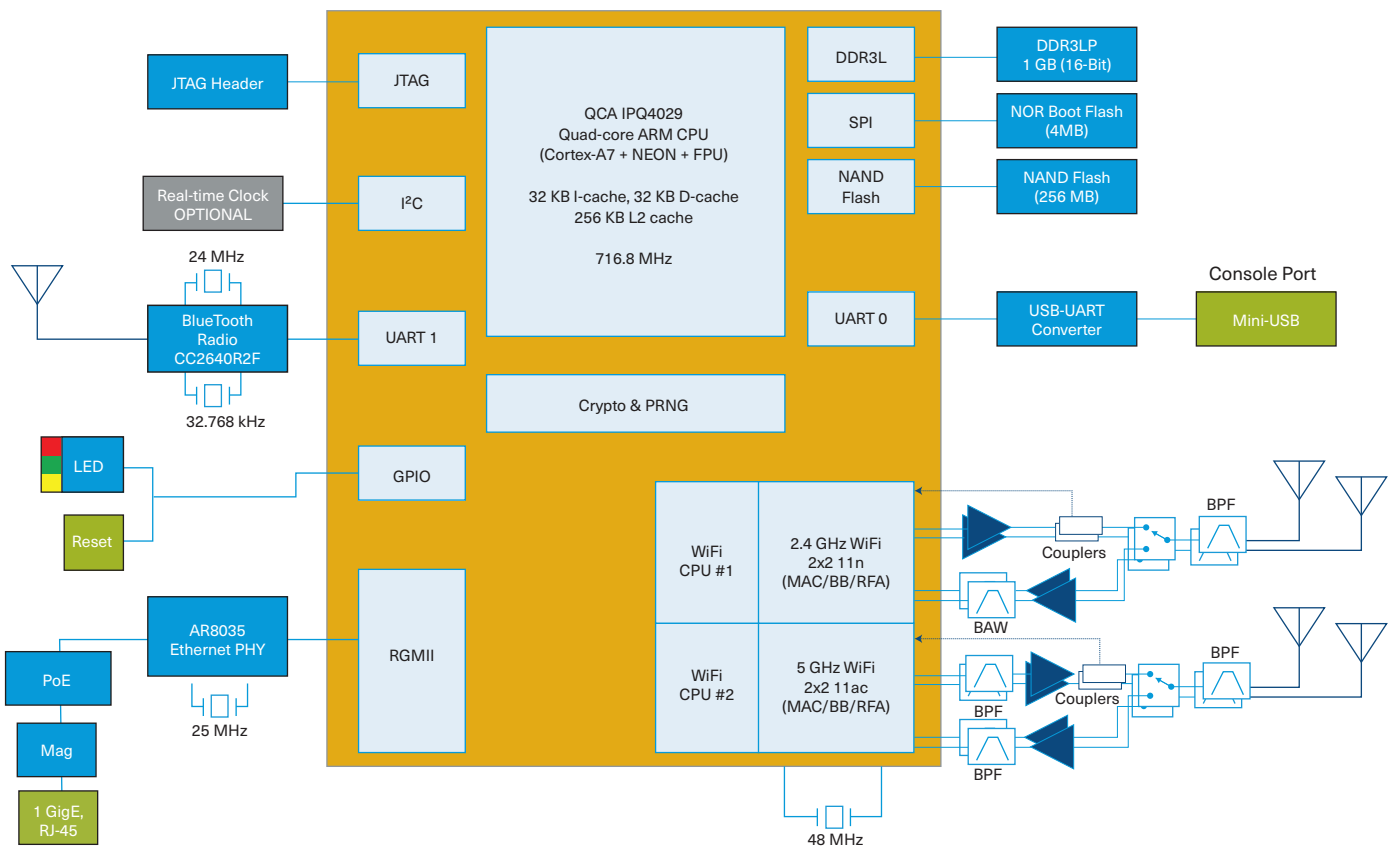 JTAG Header
JTAG
QCA IPQ4029
Quad-core ARM CPU
(Cortex-A7 + NEON + FPU)
32 KB I-cache, 32 KB D-cache
256 KB L2 cache
716.8 MHz
DDR3L
DDR3LP
1 GB (16-Bit)
SPI
NOR Boot Flash
(4MB)
NAND
Flash
NAND Flash
(256 MB)
Real-time Clock
OPTIONAL
I²C
24 MHz
BlueTooth
Radio
CC2640R2F
32.768 kHz
UART 1
UART 0
USB-UART
Converter
Console Port
Mini-USB
Crypto & PRNG
LED
Reset
GPIO
WiFi
CPU #1
2.4 GHz WiFi
2x2 11n
(MAC/BB/RFA)
Couplers
BPF
BAW
AR8035
Ethernet PHY
25 MHz
RGMII
PoE
Mag
1 GigE,
RJ-45
WiFi
CPU #2
5 GHz WiFi
2x2 11ac
(MAC/BB/RFA)
BPF
Couplers
BPF
BPF
48 MHz